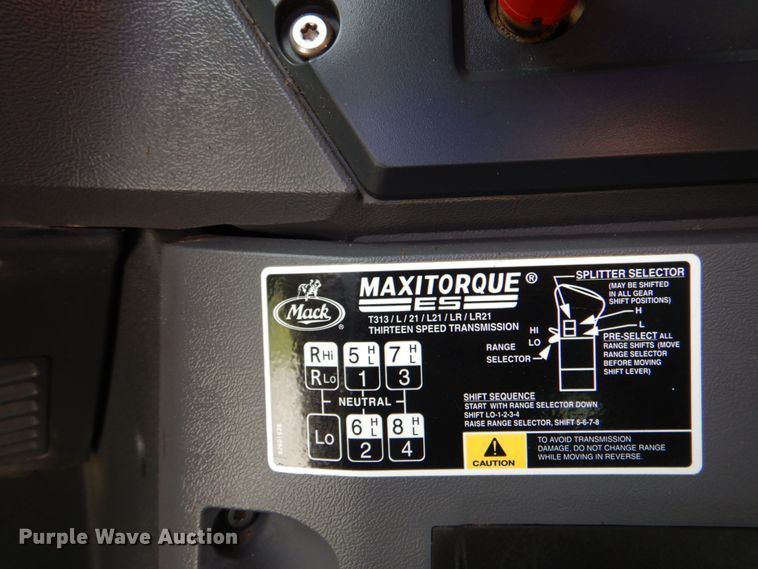 Mack
®
MAXITORQUE®
ES
T313 / L / 21 / L21 / LR / LR21
THIRTEEN SPEED TRANSMISSION
SPLITTER SELECTOR
(MAY BE SHIFTED
IN ALL GEAR
SHIFT POSITIONS)
H
L
HI
LO
RANGE
SELECTOR
PRE-SELECT ALL
RANGE SHIFTS (MOVE
RANGE SELECTOR
BEFORE MOVING
SHIFT LEVER)
RHi 5 H L 7 H L
RLo 1 3
NEUTRAL
Lo 6 H L 8 H L
2 4
SHIFT SEQUENCE
START WITH RANGE SELECTOR DOWN
SHIFT LO-1-2-3-4
RAISE RANGE SELECTOR, SHIFT 5-6-7-8
CAUTION
TO AVOID TRANSMISSION
DAMAGE, DO NOT CHANGE RANGE
WHILE MOVING IN REVERSE.
Purple Wave Auction